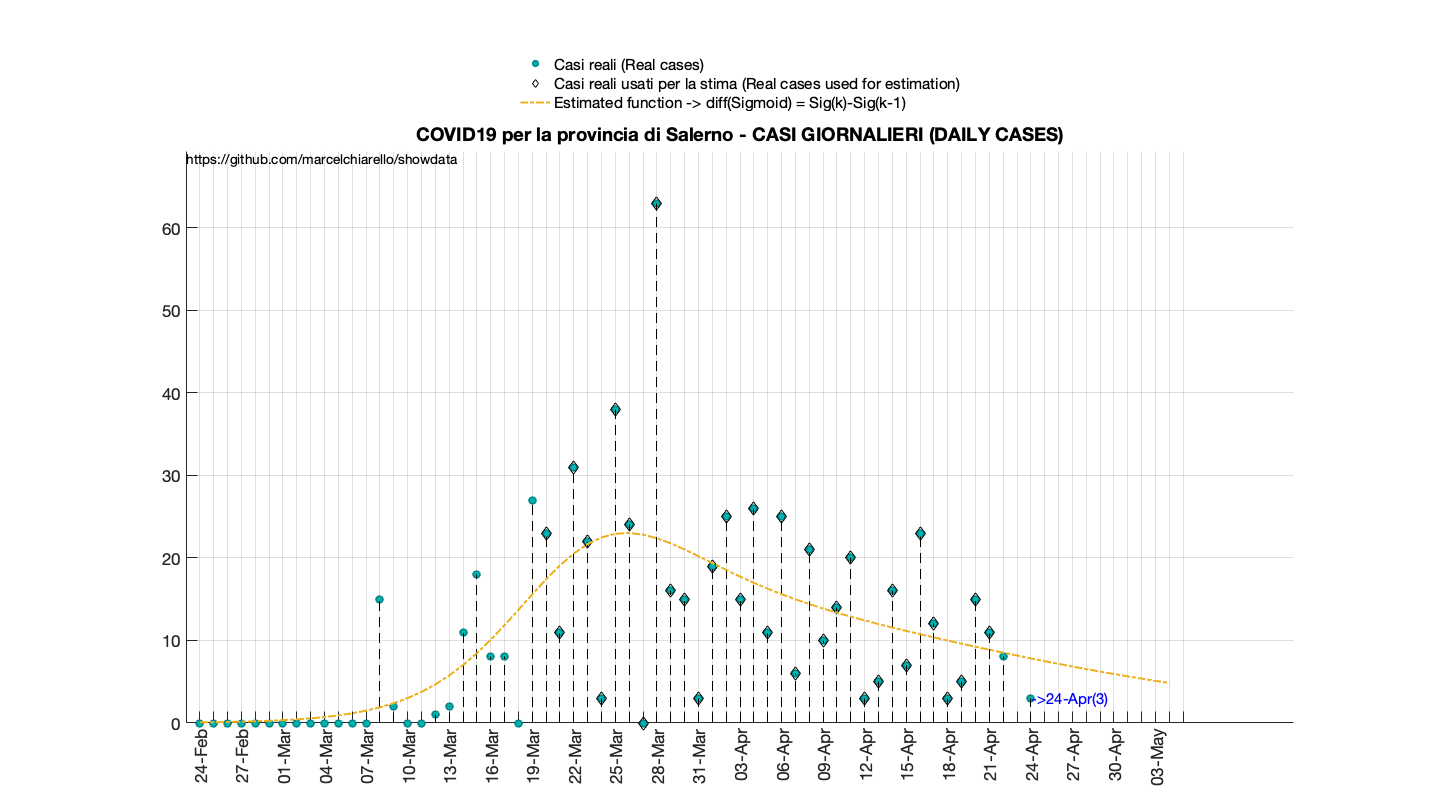 Casi reali (Real cases)
Casi reali usati per la stima (Real cases used for estimation)
Estimated function -> diff(Sigmoid) = Sig(k)-Sig(k-1)
COVID19 per la provincia di Salerno - CASI GIORNALIERI (DAILY CASES)
https://github.com/marcelchiarello/showdata
60
50
40
30
20
10
0
->24-Apr(3)
24-Feb
27-Feb
01-Mar
04-Mar
07-Mar
10-Mar
13-Mar
16-Mar
19-Mar
22-Mar
25-Mar
28-Mar
31-Mar
03-Apr
06-Apr
09-Apr
12-Apr
15-Apr
18-Apr
21-Apr
24-Apr
27-Apr
30-Apr
03-May